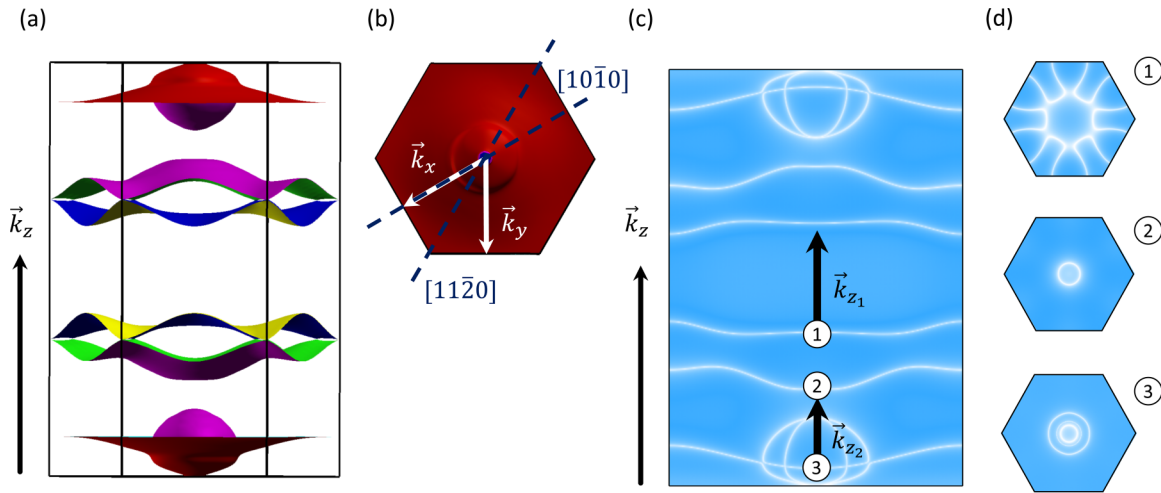 (a)
(b)
(c)
(d)
[101̅0]
k⃗x
k⃗y
[112̅0]
k⃗z
k⃗z
k⃗z1
1
2
k⃗z2
3
1
2
3